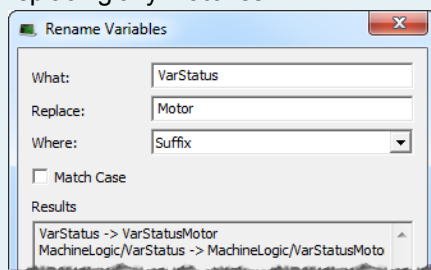 Rename Variables
What: VarStatus
Replace: Motor
Where: Suffix
Match Case
Results
VarStatus -> VarStatusMotor
MachineLogic/VarStatus -> MachineLogic/VarStatusMoto